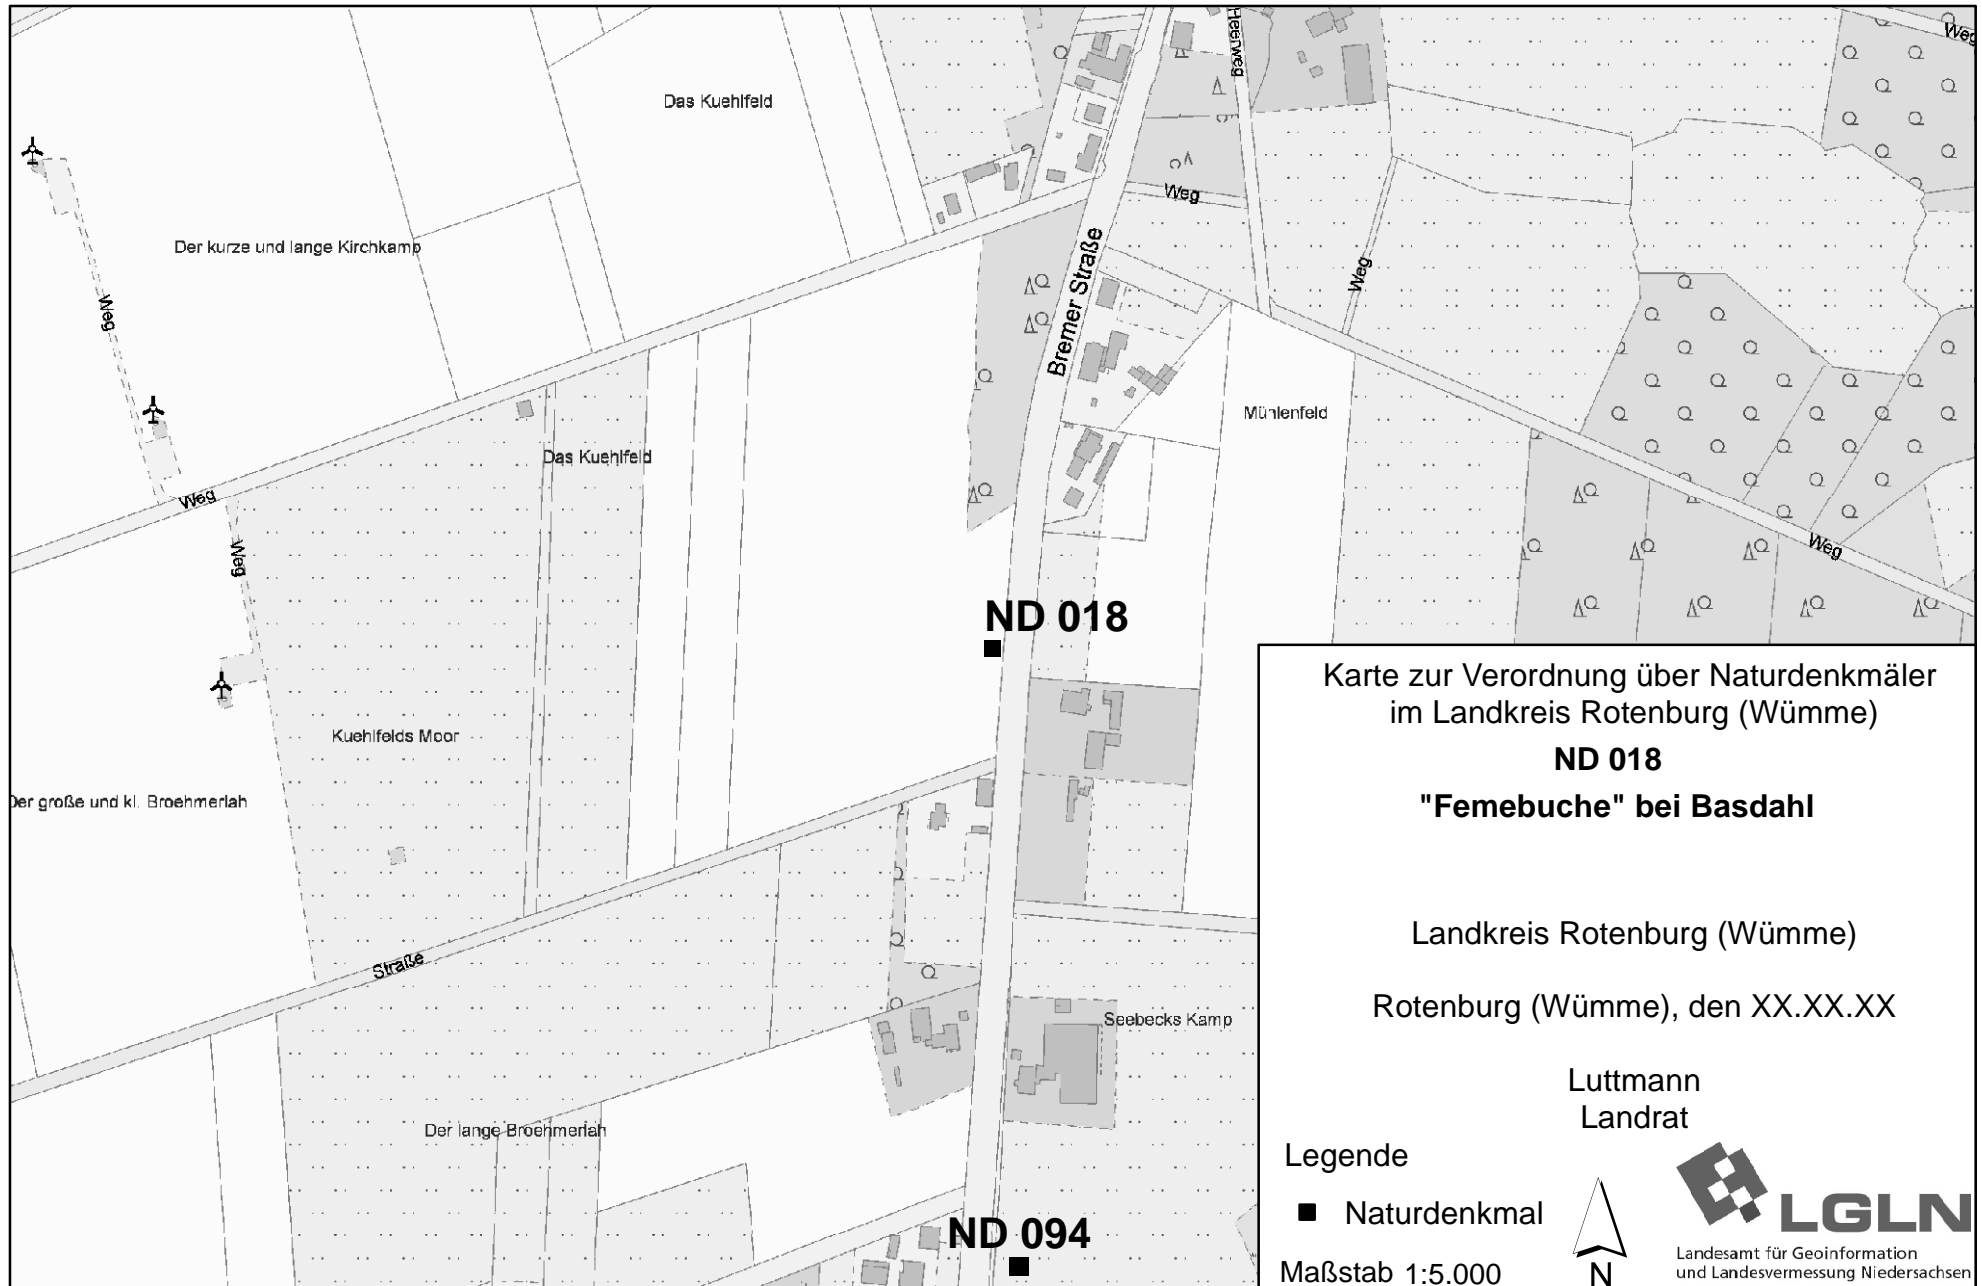 Weg
Heerweg
Das Kuehlfeld
Weg
Der kurze und lange Kirchkamp
Bremer Straße
Weg
Weg
Mühlenfeld
Das Kuehlfeld
Weg
Weg
Weg
ND 018
Kuehlfelds Moor
Der große und kl. Broehmerlah
Straße
Seebecks Kamp
Der lange Broehmerlah
ND 094
Karte zur Verordnung über Naturdenkmäler
im Landkreis Rotenburg (Wümme)
ND 018
"Femebuche" bei Basdahl
Landkreis Rotenburg (Wümme)
Rotenburg (Wümme), den XX.XX.XX
Luttmann
Landrat
Legende
Naturdenkmal
Maßstab 1:5.000
N
LGLN
Landesamt für Geoinformation
und Landesvermessung Niedersachsen